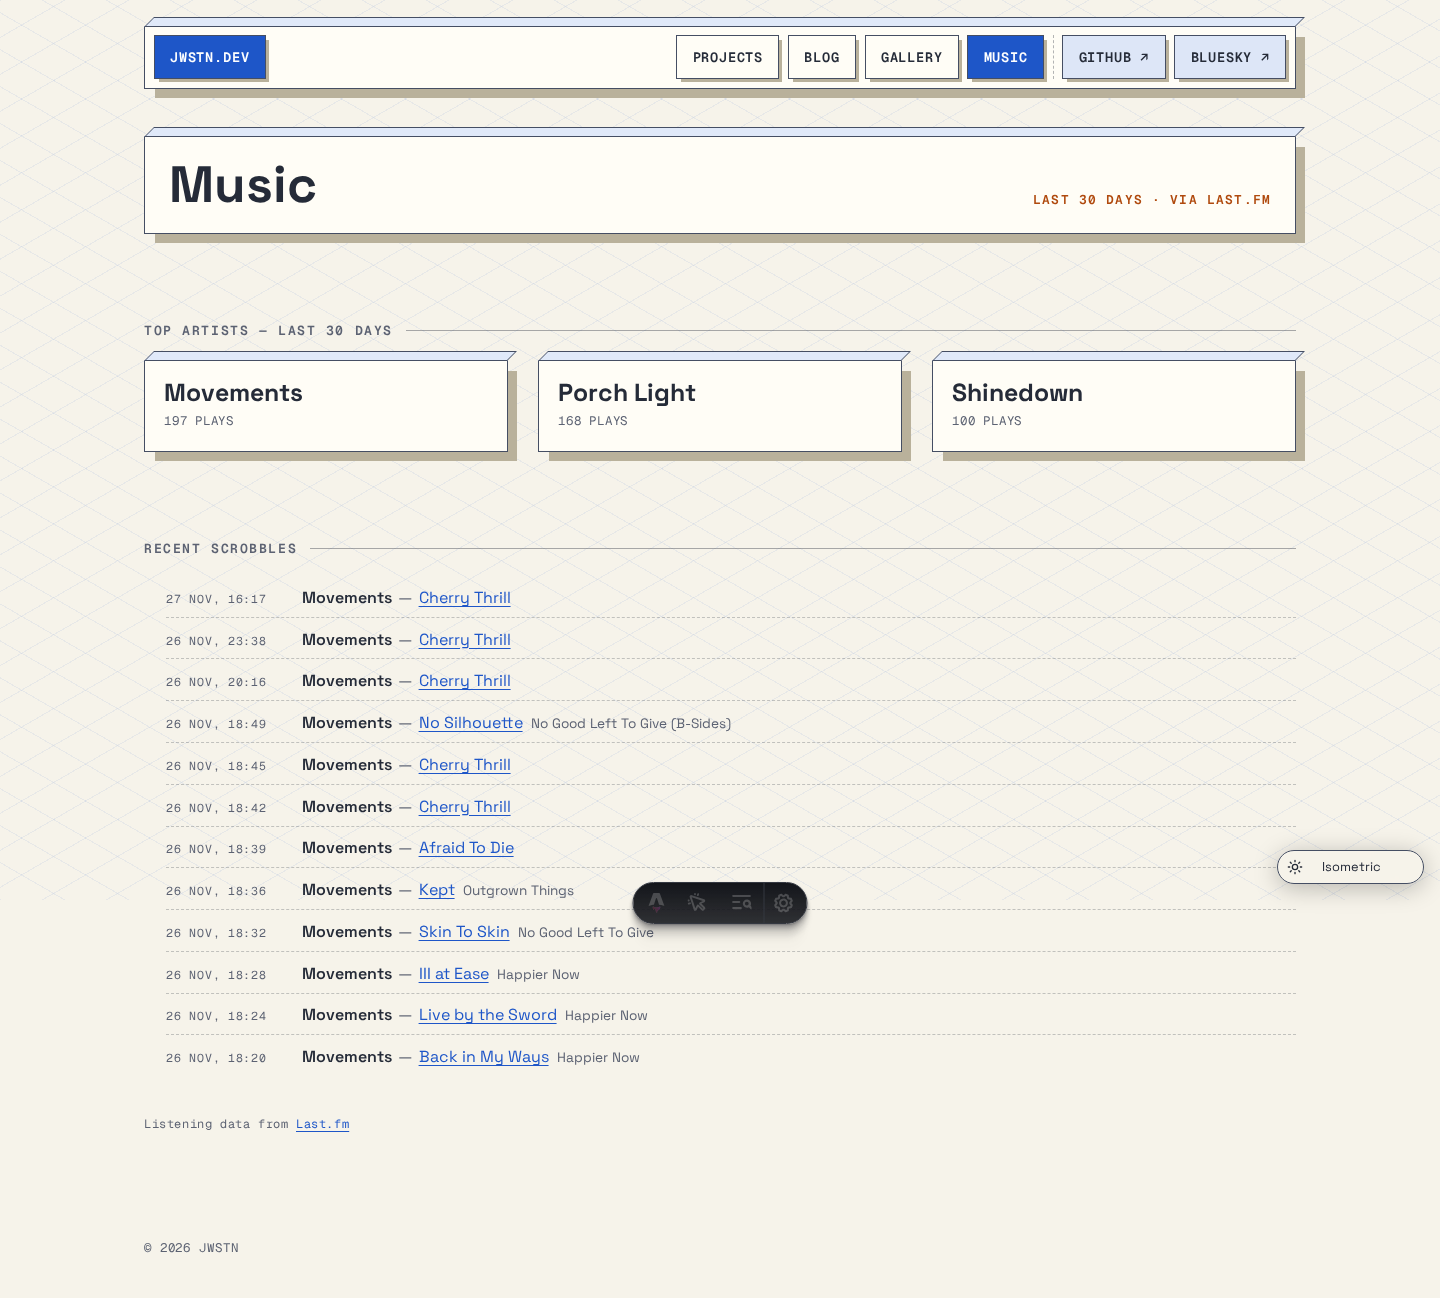 JWSTN.DEV PROJECTS BLOG GALLERY MUSIC GITHUB ↗ BLUESKY ↗
Music
LAST 30 DAYS · VIA LAST.FM
TOP ARTISTS — LAST 30 DAYS
Movements
197 PLAYS
Porch Light
168 PLAYS
Shinedown
100 PLAYS
RECENT SCROBBLES
27 NOV, 16:17 Movements — Cherry Thrill
26 NOV, 23:38 Movements — Cherry Thrill
26 NOV, 20:16 Movements — Cherry Thrill
26 NOV, 18:49 Movements — No Silhouette No Good Left To Give (B-Sides)
26 NOV, 18:45 Movements — Cherry Thrill
26 NOV, 18:42 Movements — Cherry Thrill
26 NOV, 18:39 Movements — Afraid To Die
26 NOV, 18:36 Movements — Kept Outgrown Things
26 NOV, 18:32 Movements — Skin To Skin No Good Left To Give
26 NOV, 18:28 Movements — Ill at Ease Happier Now
26 NOV, 18:24 Movements — Live by the Sword Happier Now
26 NOV, 18:20 Movements — Back in My Ways Happier Now
Isometric
Listening data from Last.fm
© 2026 JWSTN